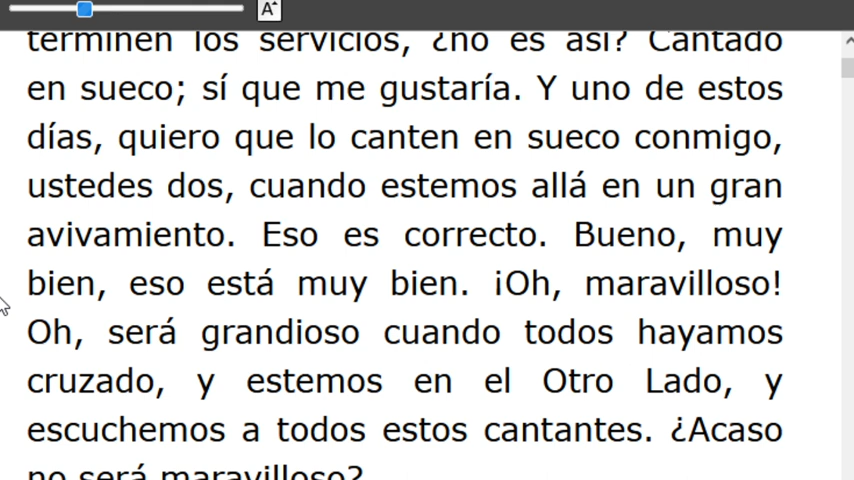 A
terminen los servicios, ¿no es así? Cantado
en sueco; sí que me gustaría. Y uno de estos
días, quiero que lo canten en sueco conmigo,
ustedes dos, cuando estemos allá en un gran
avivamiento. Eso es correcto. Bueno, muy
bien, eso está muy bien. ¡Oh, maravilloso!
Oh, será grandioso cuando todos hayamos
cruzado, y estemos en el Otro Lado, y
escuchemos a todos estos cantantes. ¿Acaso
no será maravilloso?